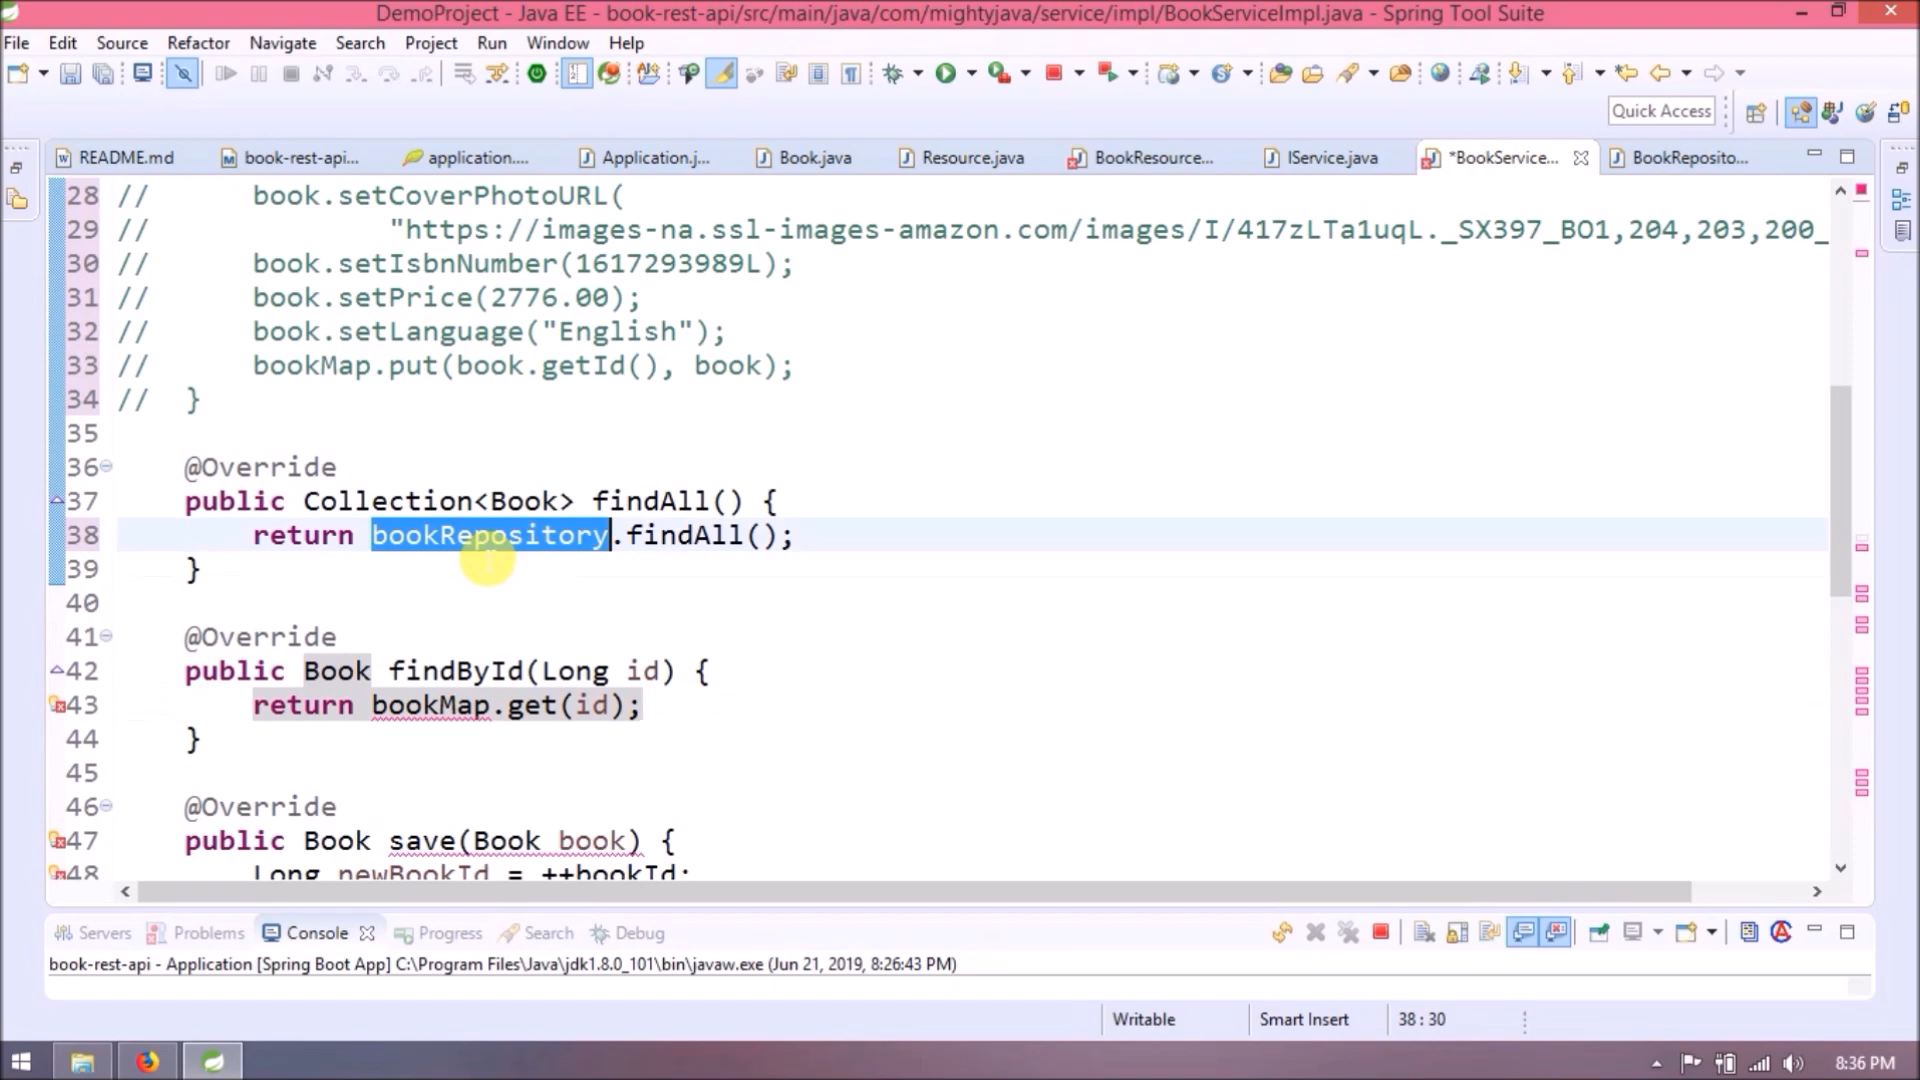 DemoProject - Java EE - book-rest-api/src/main/java/com/mightyjava/service/impl/BookServiceImpl.java - Spring Tool Suite
File Edit Source Refactor Navigate Search Project Run Window Help
Quick Access
README.md book-rest-api... application.... Application.j... Book.java Resource.java BookResource... IService.java *BookService... BookReposito...
28 // book.setCoverPhotoURL(
29 // "https://images-na.ssl-images-amazon.com/images/I/417zLTa1uqL._SX397_BO1,204,203,200_
30 // book.setIsbnNumber(1617293989L);
31 // book.setPrice(2776.00);
32 // book.setLanguage("English");
33 // bookMap.put(book.getId(), book);
34 // }
35
36 @Override
37 public Collection<Book> findAll() {
38 return bookRepository.findAll();
39 }
40
41 @Override
42 public Book findById(Long id) {
43 return bookMap.get(id);
44 }
45
46 @Override
47 public Book save(Book book) {
48 Long newBookId = ++bookId;
Servers Problems Console Progress Search Debug
book-rest-api - Application [Spring Boot App] C:\Program Files\Java\jdk1.8.0_101\bin\javaw.exe (Jun 21, 2019, 8:26:43 PM)
Writable Smart Insert 38 : 30
8:36 PM